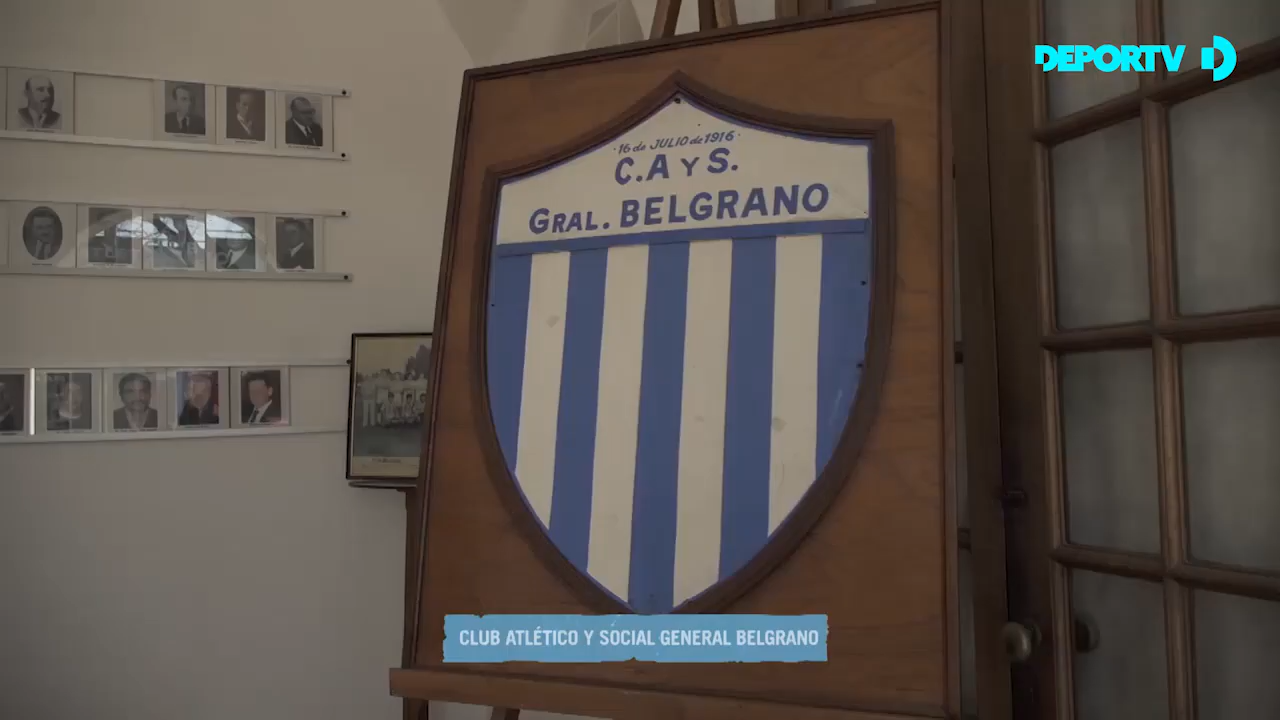 DEPORTV D
·16 de JULIO de 1916·
C.A Y S.
GRAL. BELGRANO
CLUB ATLÉTICO Y SOCIAL GENERAL BELGRANO